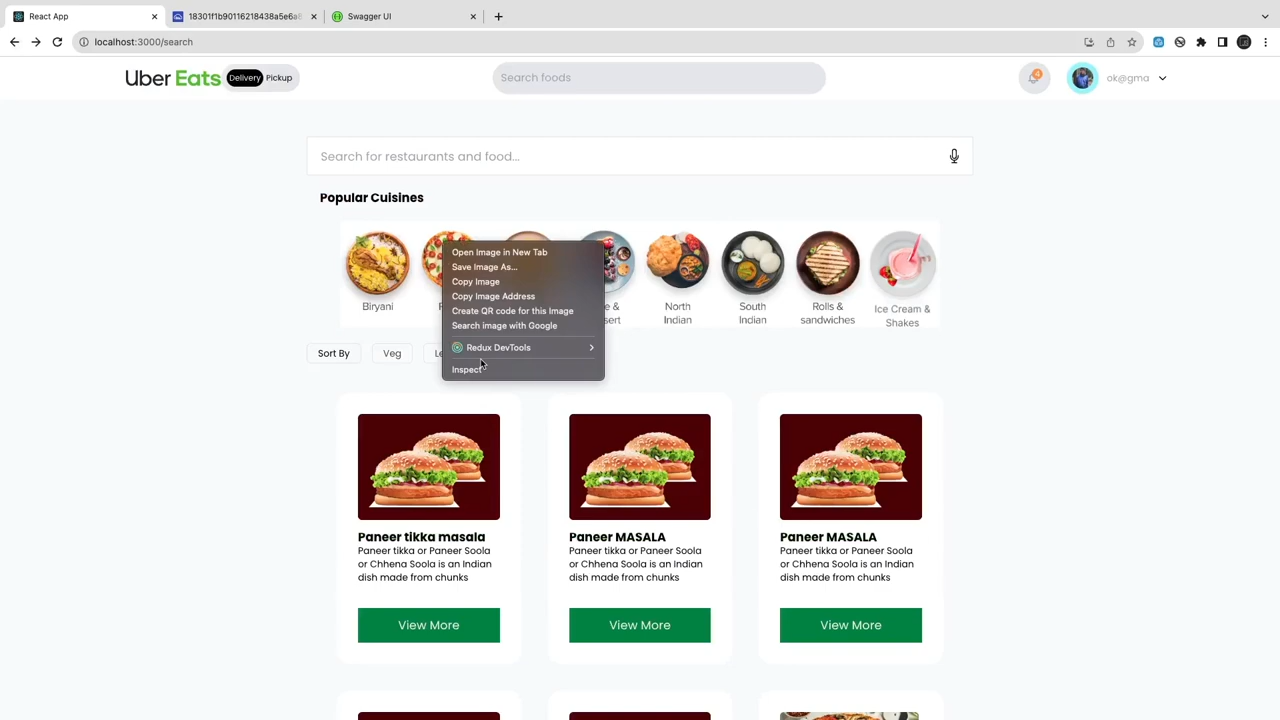 React App
18301f1b90116218438a5e6a8
Swagger UI
localhost:3000/search
Uber Eats
Delivery
Pickup
Search foods
4
ok@gma
Search for restaurants and food...
Popular Cuisines
Open Image in New Tab
Save Image As...
Copy Image
Copy Image Address
Create QR code for this Image
Search image with Google
Redux DevTools
Inspect
Biryani
North
Indian
South
Indian
Rolls &
sandwiches
Ice Cream &
Shakes
Sort By
Veg
Paneer tikka masala
Paneer tikka or Paneer Soola
or Chhena Soola is an Indian
dish made from chunks
View More
Paneer MASALA
Paneer tikka or Paneer Soola
or Chhena Soola is an Indian
dish made from chunks
View More
Paneer MASALA
Paneer tikka or Paneer Soola
or Chhena Soola is an Indian
dish made from chunks
View More